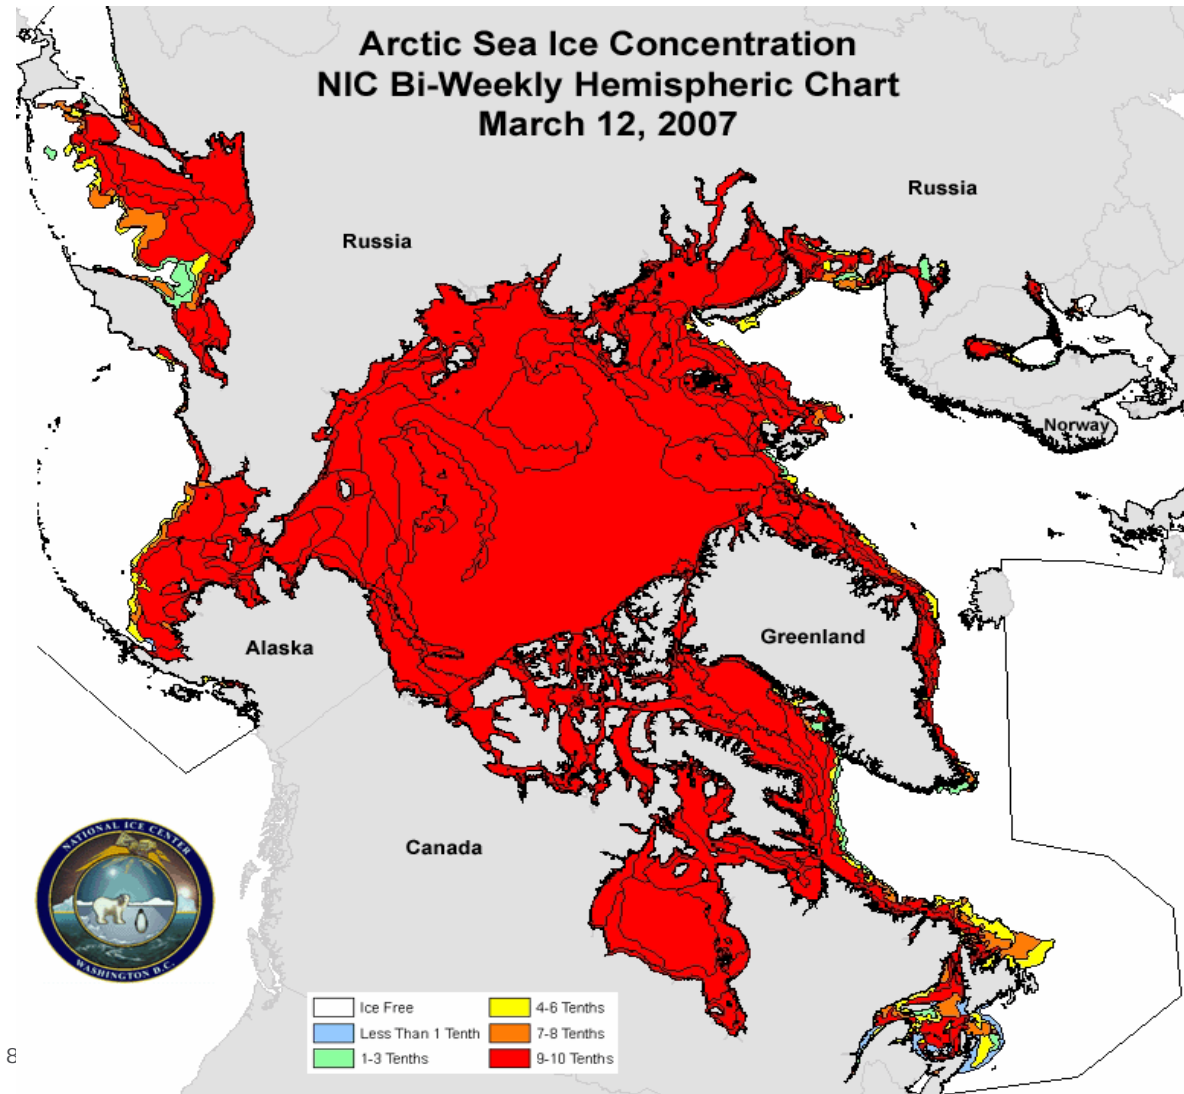 Arctic Sea Ice Concentration
NIC Bi-Weekly Hemispheric Chart
March 12, 2007
Russia
Russia
Norway
Alaska
Greenland
Canada
NATIONAL ICE CENTER
WASHINGTON D.C.
Ice Free
Less Than 1 Tenth
1-3 Tenths
4-6 Tenths
7-8 Tenths
9-10 Tenths
8